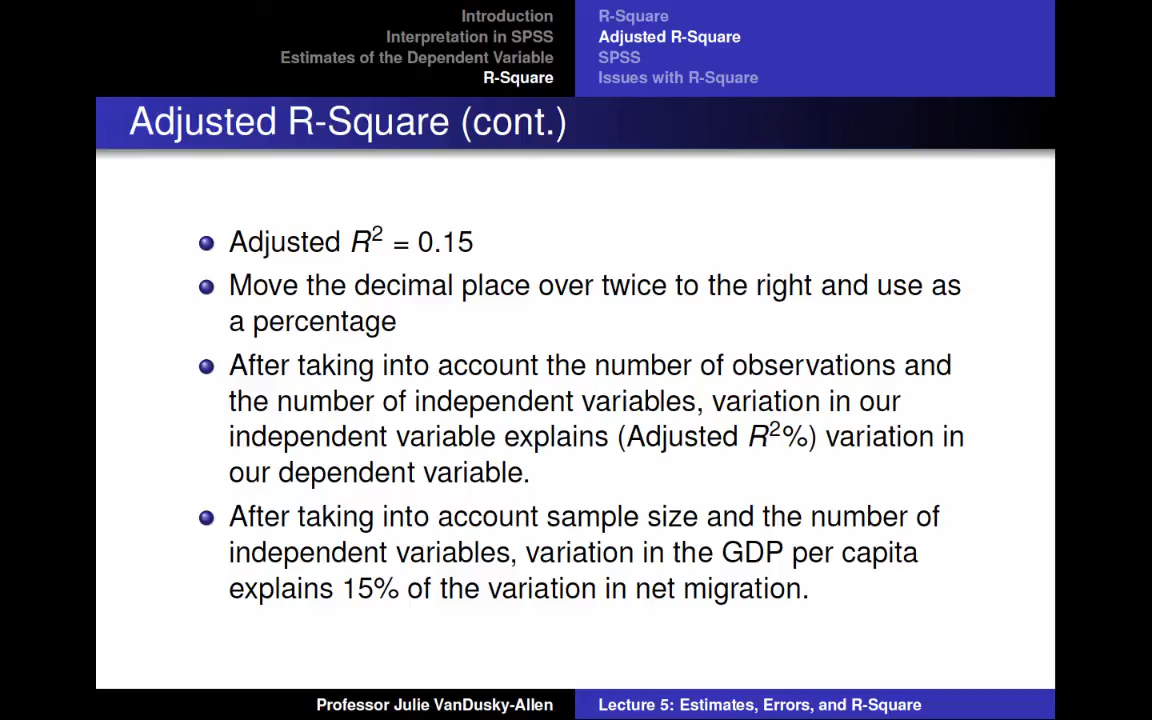 Introduction
Interpretation in SPSS
Estimates of the Dependent Variable
R-Square
R-Square
Adjusted R-Square
SPSS
Issues with R-Square
Adjusted R-Square (cont.)
Adjusted R² = 0.15
Move the decimal place over twice to the right and use as
a percentage
After taking into account the number of observations and
the number of independent variables, variation in our
independent variable explains (Adjusted R²%) variation in
our dependent variable.
After taking into account sample size and the number of
independent variables, variation in the GDP per capita
explains 15% of the variation in net migration.
Professor Julie VanDusky-Allen
Lecture 5: Estimates, Errors, and R-Square